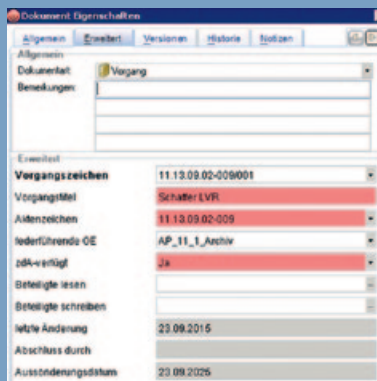 Dokument Eigenschaften
Allgemein Erweitert Versionen Historie Notizen
Allgemein
Dokumentart: Vorgang
Bemerkungen:
Erweitert
Vorgangszeichen 11.13.09.02-009/001
Vorgangstitel Schatter LVR
Aktenzeichen 11.13.09.02-009
federführende OE AP_11_1_Archiv
zdA-verfügt Ja
Beteiligte lesen
Beteiligte schreiben
letzte Änderung 23.09.2015
Abschluss durch
Aussonderungsdatum 23.09.2025